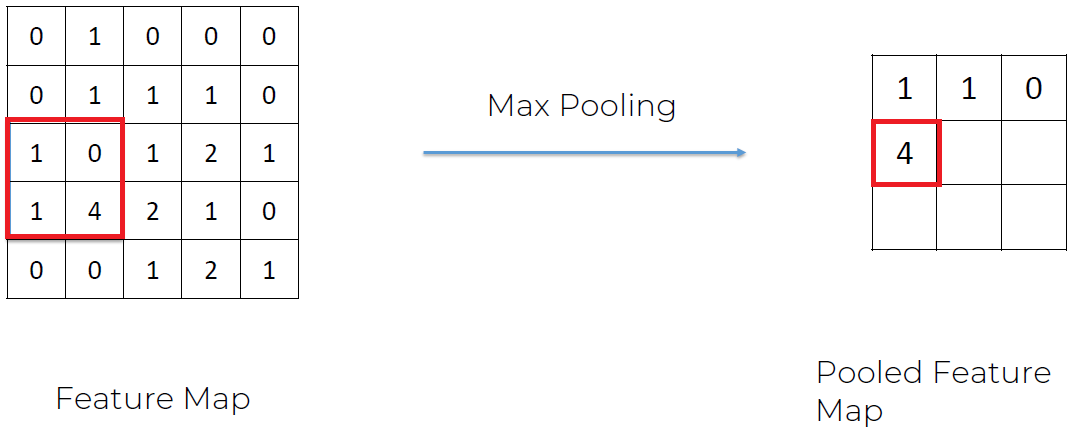 0 1 0 0 0
0 1 1 1 0
1 0 1 2 1
1 4 2 1 0
0 0 1 2 1
Feature Map
Max Pooling
1 1 0
4
Pooled Feature
Map